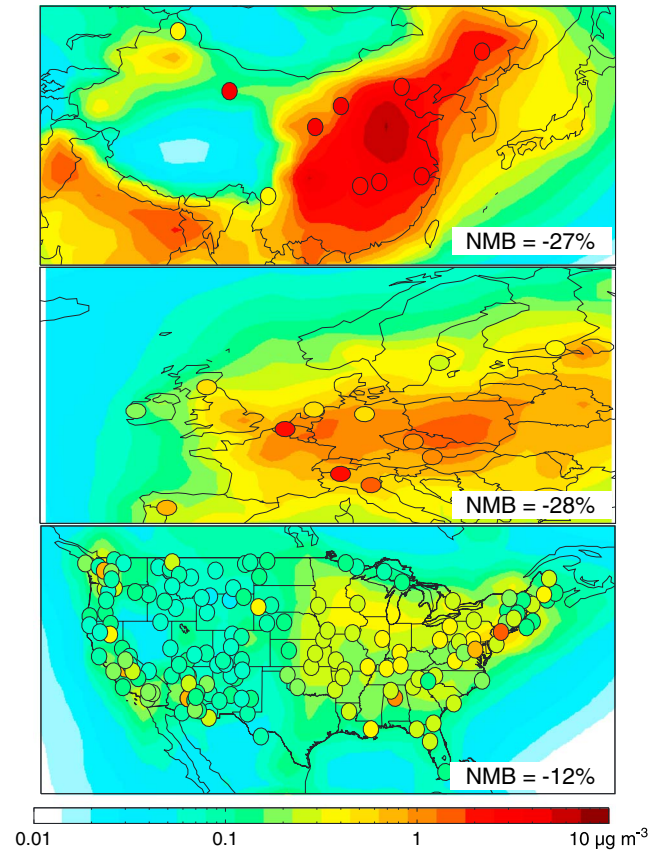 NMB = -27%
NMB = -28%
NMB = -12%
0.01 0.1 1 10 µg m⁻³